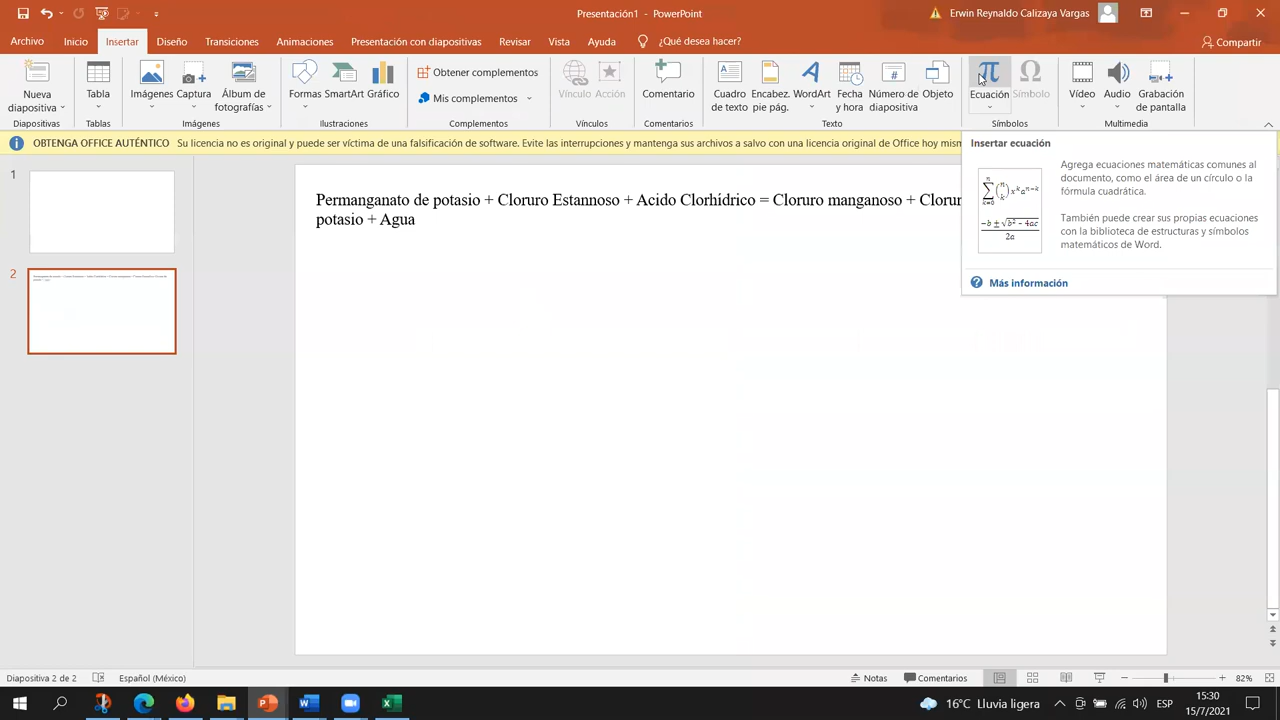 Presentación1 - PowerPoint
Erwin Reynaldo Calizaya Vargas
Archivo Inicio Insertar Diseño Transiciones Animaciones Presentación con diapositivas Revisar Vista Ayuda ¿Qué desea hacer? Compartir
Nueva diapositiva
Tabla
Imágenes
Captura
Álbum de fotografías
Formas
SmartArt
Gráfico
Obtener complementos
Mis complementos
Vínculo
Acción
Comentario
Cuadro de texto
Encabez. pie pág.
WordArt
Fecha y hora
Número de diapositiva
Objeto
π
Ecuación
Ω
Símbolo
Vídeo
Audio
Grabación de pantalla
Diapositivas Tablas Imágenes Ilustraciones Complementos Vínculos Comentarios Texto Símbolos Multimedia
OBTENGA OFFICE AUTÉNTICO Su licencia no es original y puede ser víctima de una falsificación de software. Evite las interrupciones y mantenga sus archivos a salvo con una licencia original de Office hoy
Insertar ecuación
Agrega ecuaciones matemáticas comunes al
documento, como el área de un círculo o la
fórmula cuadrática.
También puede crear sus propias ecuaciones
con la biblioteca de estructuras y símbolos
matemáticos de Word.
Más información
1
2
Permanganato de potasio + Cloruro Estannoso + Acido Clorhídrico = Cloruro manganoso +
potasio + Agua
Diapositiva 2 de 2 Español (México) Notas Comentarios 82%
16°C Lluvia ligera ESP 15:30
15/7/2021